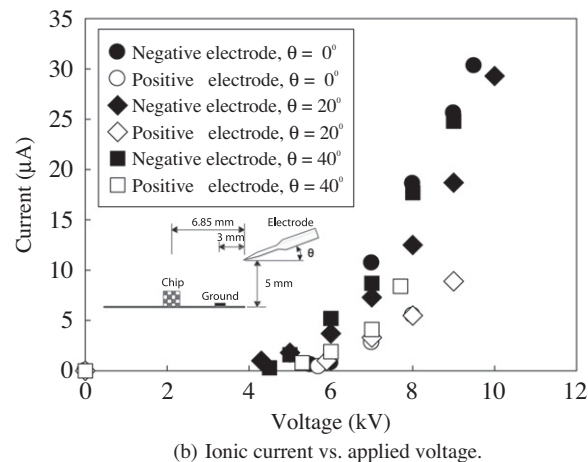 35
30
25
20
15
10
5
0
Current (μA)
Negative electrode, θ = 0°
Positive electrode, θ = 0°
Negative electrode, θ = 20°
Positive electrode, θ = 20°
Negative electrode, θ = 40°
Positive electrode, θ = 40°
6.85 mm
Electrode
3 mm
θ
Chip
Ground
5 mm
0 2 4 6 8 10 12
Voltage (kV)
(b) Ionic current vs. applied voltage.